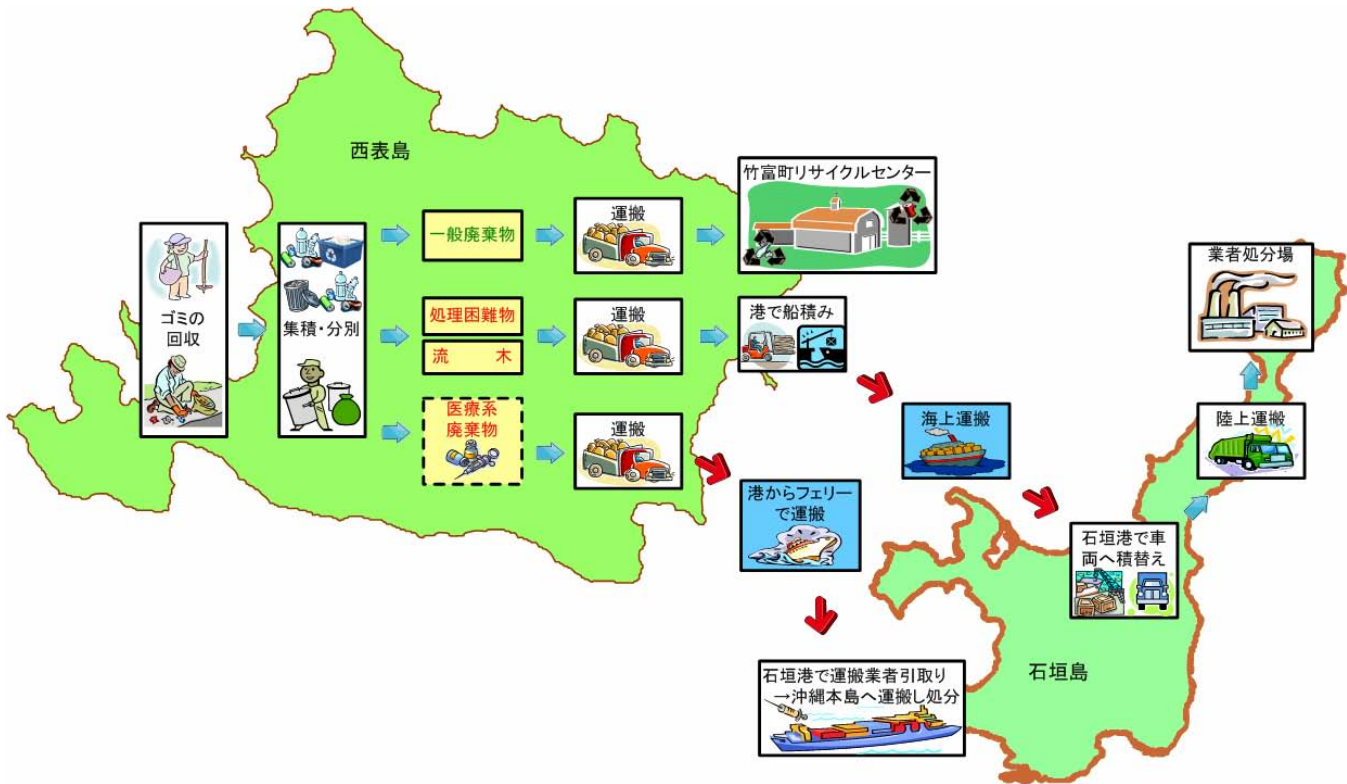 西表島
竹富町リサイクルセンター
ゴミの
回収
集積・分別
一般廃棄物
運搬
処理困難物
流　木
運搬
港で船積み
医療系
廃棄物
運搬
海上運搬
港からフェリー
で運搬
石垣港で車
両へ積替え
陸上運搬
業者処分場
石垣港で運搬業者引取り
→沖縄本島へ運搬し処分
石垣島